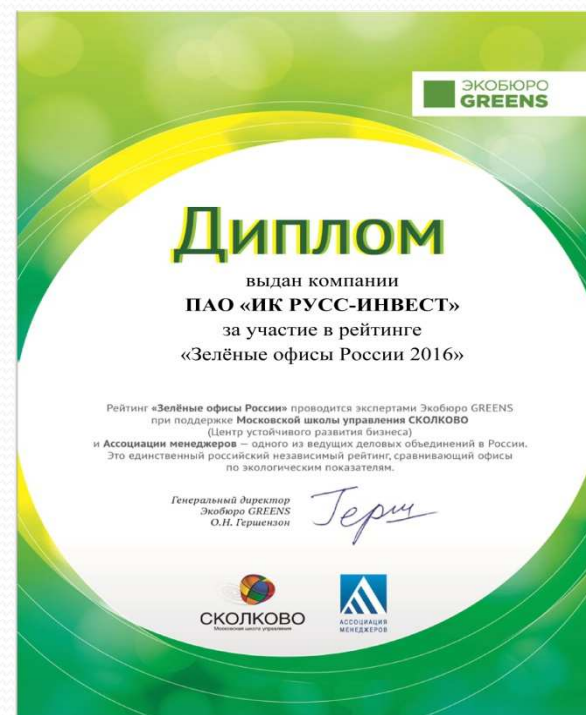 ЭКОБЮРО
GREENS
Диплом
выдан компании
ПАО «ИК РУСС-ИНВЕСТ»
за участие в рейтинге
«Зелёные офисы России 2016»
Рейтинг «Зелёные офисы России» проводится экспертами Экобюро GREENS
при поддержке Московской школы управления СКОЛКОВО
(Центр устойчивого развития бизнеса)
и Ассоциации менеджеров — одного из ведущих деловых объединений в России.
Это единственный российский независимый рейтинг, сравнивающий офисы
по экологическим показателям.
Генеральный директор
Экобюро GREENS
О.Н. Гершензон
Герш
СКОЛКОВО
Московская школа управления
АССОЦИАЦИЯ
МЕНЕДЖЕРОВ